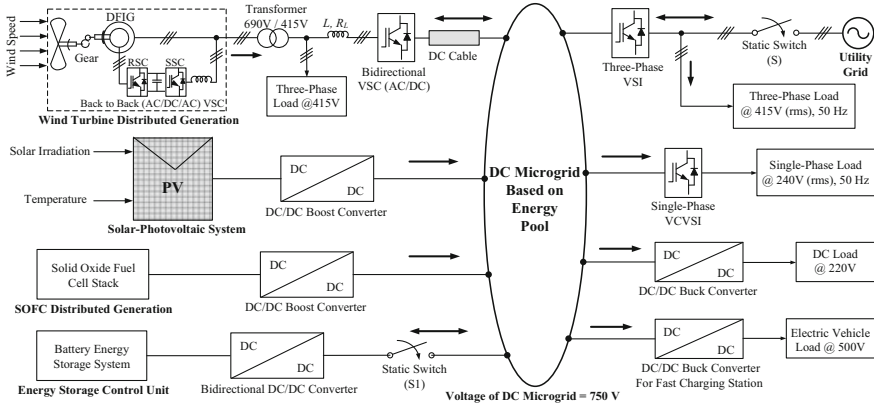 Wind Speed
DFIG
Gear
RSC
SSC
Back to Back (AC/DC/AC) VSC
Wind Turbine Distributed Generation
Transformer
690V / 415V
L, R_L
Three-Phase
Load @415V
Bidirectional
VSC (AC/DC)
DC Cable
Three-Phase
VSI
Static Switch
(S)
Utility
Grid
Three-Phase Load
@ 415V (rms), 50 Hz
Solar Irradiation
Temperature
PV
Solar-Photovoltaic System
DC
DC
DC/DC Boost Converter
DC Microgrid
Based on
Energy
Pool
Single-Phase
VCVSI
Single-Phase Load
@ 240V (rms), 50 Hz
Solid Oxide Fuel
Cell Stack
SOFC Distributed Generation
DC
DC
DC/DC Boost Converter
DC
DC
DC/DC Buck Converter
DC Load
@ 220V
Battery Energy
Storage System
Energy Storage Control Unit
DC
DC
Bidirectional DC/DC Converter
Static Switch
(S1)
Voltage of DC Microgrid = 750 V
DC
DC
DC/DC Buck Converter
For Fast Charging Station
Electric Vehicle
Load @ 500V